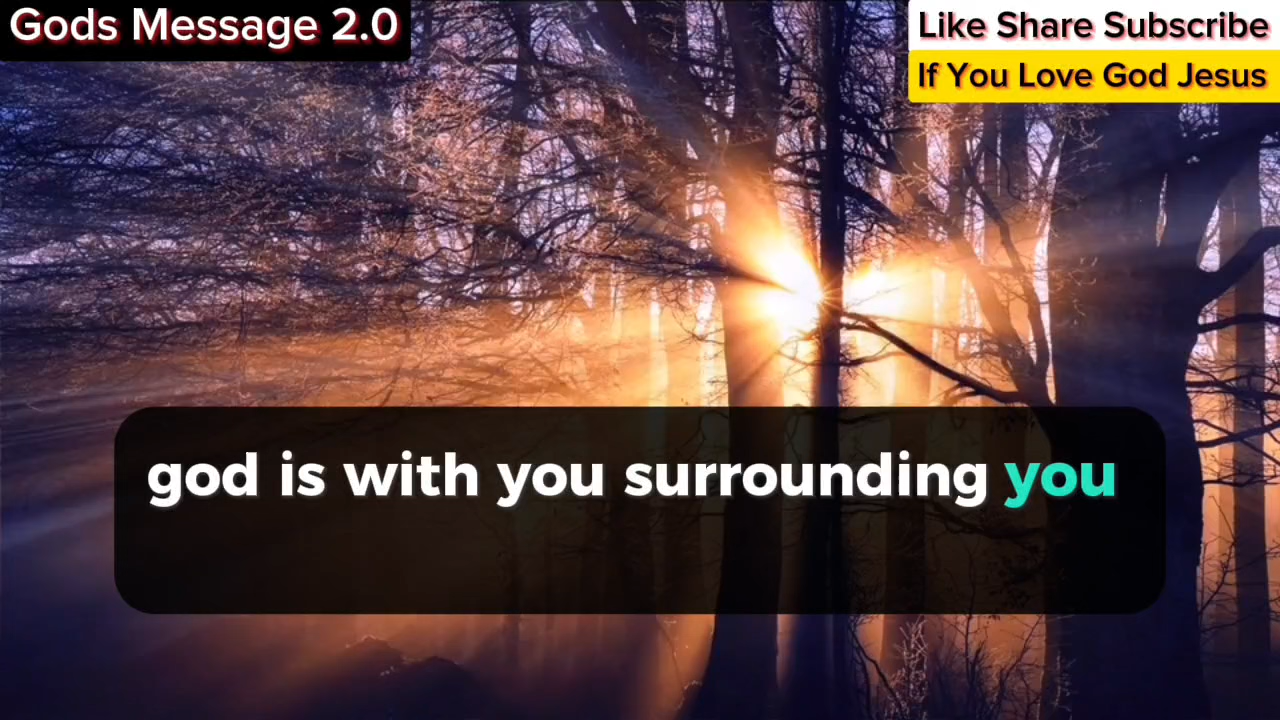 Gods Message 2.0
Like Share Subscribe
If You Love God Jesus
god is with you surrounding you